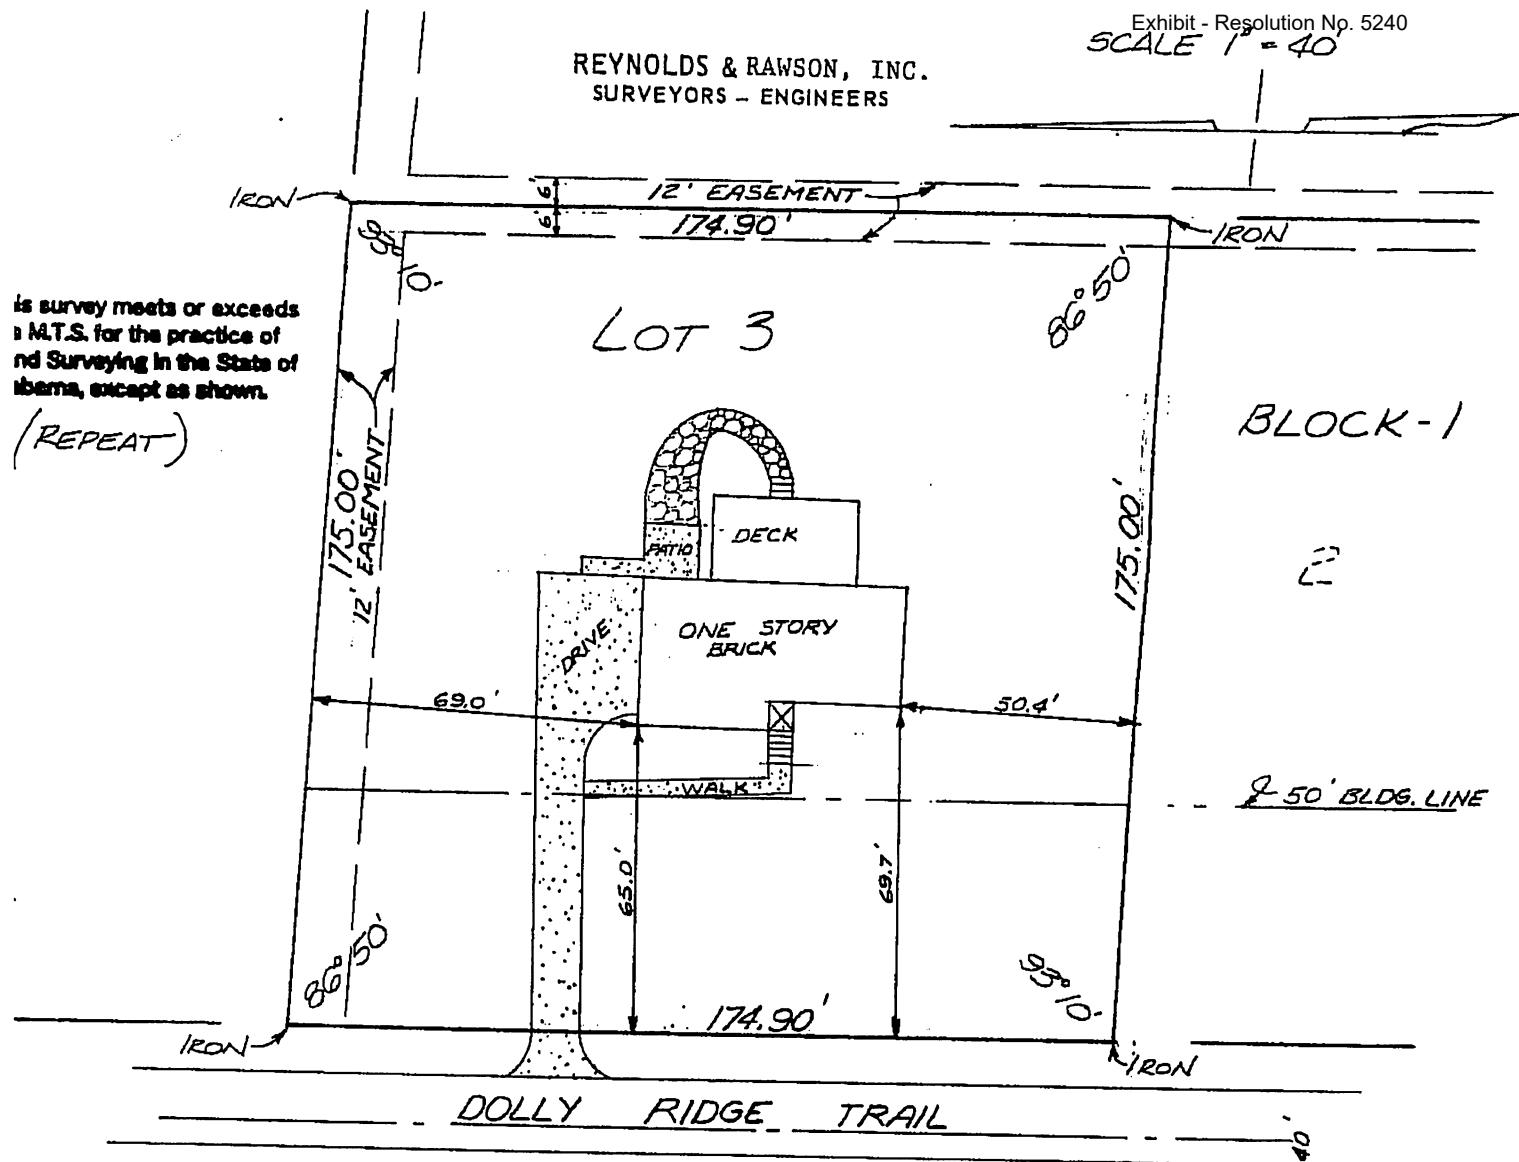 Exhibit - Resolution No. 5240
SCALE 1" = 40'
REYNOLDS & RAWSON, INC.
SURVEYORS - ENGINEERS
IRON
6'
6'
12' EASEMENT
174.90'
IRON
93° 10'
86° 50'
is survey meets or exceeds
M.T.S. for the practice of
nd Surveying in the State of
abama, except as shown.
(REPEAT)
LOT 3
BLOCK-1
2
175.00'
12' EASEMENT
175.00'
PATIO
DECK
DRIVE
ONE STORY
BRICK
69.0'
50.4'
WALK
50' BLDG. LINE
65.0'
69.7'
86° 50'
93° 10'
174.90'
IRON
IRON
DOLLY RIDGE TRAIL
40'